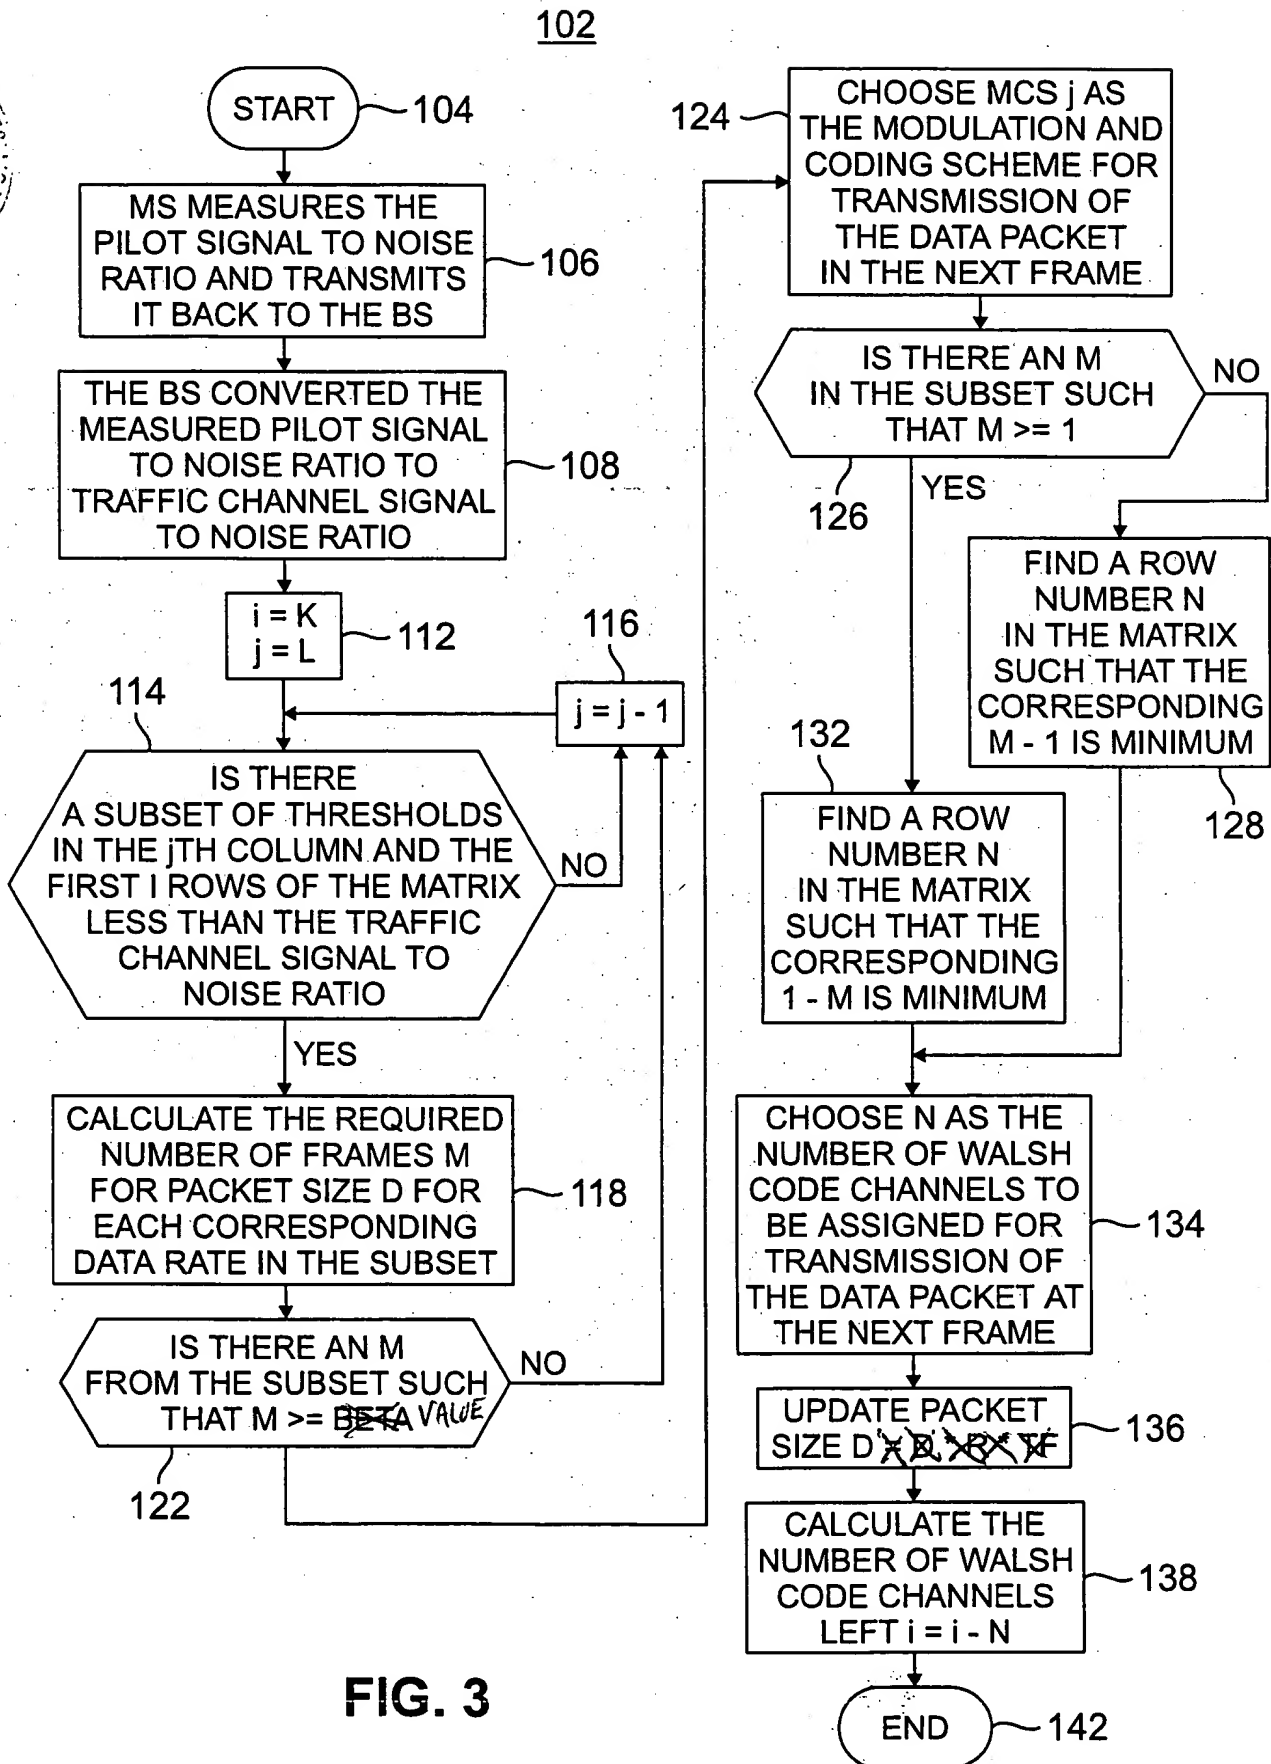 102
START
104
MS MEASURES THE
PILOT SIGNAL TO NOISE
RATIO AND TRANSMITS
IT BACK TO THE BS
106
THE BS CONVERTED THE
MEASURED PILOT SIGNAL
TO NOISE RATIO TO
TRAFFIC CHANNEL SIGNAL
TO NOISE RATIO
108
i = K
j = L
112
116
j = j - 1
114
IS THERE
A SUBSET OF THRESHOLDS
IN THE jTH COLUMN AND THE
FIRST I ROWS OF THE MATRIX
LESS THAN THE TRAFFIC
CHANNEL SIGNAL TO
NOISE RATIO
NO
YES
CALCULATE THE REQUIRED
NUMBER OF FRAMES M
FOR PACKET SIZE D FOR
EACH CORRESPONDING
DATA RATE IN THE SUBSET
118
IS THERE AN M
FROM THE SUBSET SUCH
THAT M >= BETA VALUE
NO
122
124
CHOOSE MCS j AS
THE MODULATION AND
CODING SCHEME FOR
TRANSMISSION OF
THE DATA PACKET
IN THE NEXT FRAME
IS THERE AN M
IN THE SUBSET SUCH
THAT M >= 1
NO
126
YES
FIND A ROW
NUMBER N
IN THE MATRIX
SUCH THAT THE
CORRESPONDING
M - 1 IS MINIMUM
128
132
FIND A ROW
NUMBER N
IN THE MATRIX
SUCH THAT THE
CORRESPONDING
1 - M IS MINIMUM
CHOOSE N AS THE
NUMBER OF WALSH
CODE CHANNELS TO
BE ASSIGNED FOR
TRANSMISSION OF
THE DATA PACKET AT
THE NEXT FRAME
134
UPDATE PACKET
SIZE D
136
CALCULATE THE
NUMBER OF WALSH
CODE CHANNELS
LEFT i = i - N
138
END
142
FIG. 3